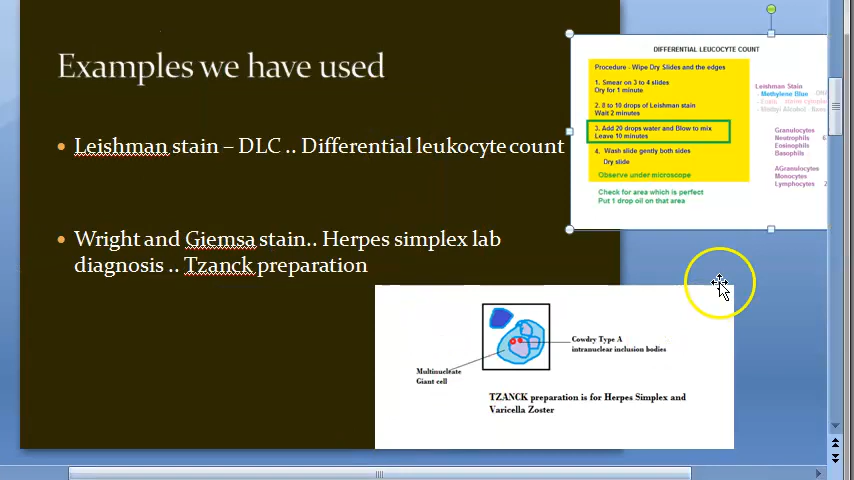 Examples we have used
Leishman stain – DLC .. Differential leukocyte count
Wright and Giemsa stain.. Herpes simplex lab
diagnosis .. Tzanck preparation
DIFFERENTIAL LEUCOCYTE COUNT
Procedure - Wipe Dry Slides and the edges
1. Smear on 3 to 4 slides
Dry for 1 minute
2. 8 to 10 drops of Leishman stain
Wait 2 minutes
3. Add 20 drops water and Blow to mix
Leave 10 minutes
4. Wash slide gently both sides
Dry slide
Observe under microscope
Check for area which is perfect
Put 1 drop oil on that area
Leishman Stain
- Methylene Blue
- Methyl Alcohol
Granulocytes
Neutrophils 6
Eosinophils
Basophils
AGranulocytes
Monocytes
Lymphocytes 2
Cowdry Type A
intranuclear inclusion bodies
Multinucleate
Giant cell
TZANCK preparation is for Herpes Simplex and
Varicella Zoster